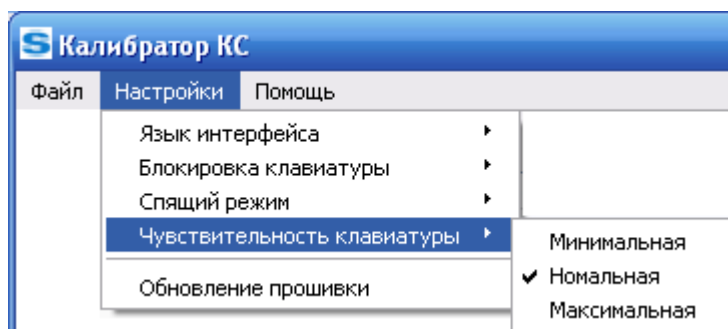 S Калибратор КС
Файл Настройки Помощь
Язык интерфейса
Блокировка клавиатуры
Спящий режим
Чувствительность клавиатуры
Минимальная
Номальная
Обновление прошивки
Максимальная